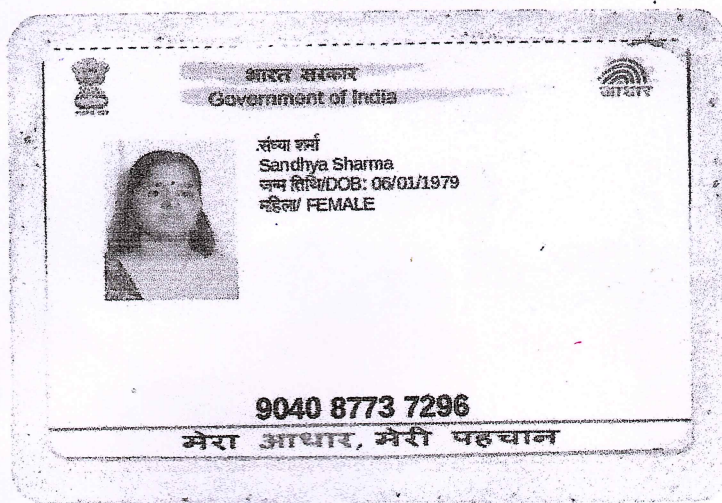 भारत सरकार
Government of India
आधार
संध्या शर्मा
Sandhya Sharma
जन्म तिथि/DOB: 06/01/1979
महिला/ FEMALE
9040 8773 7296
मेरा आधार, मेरी पहचान